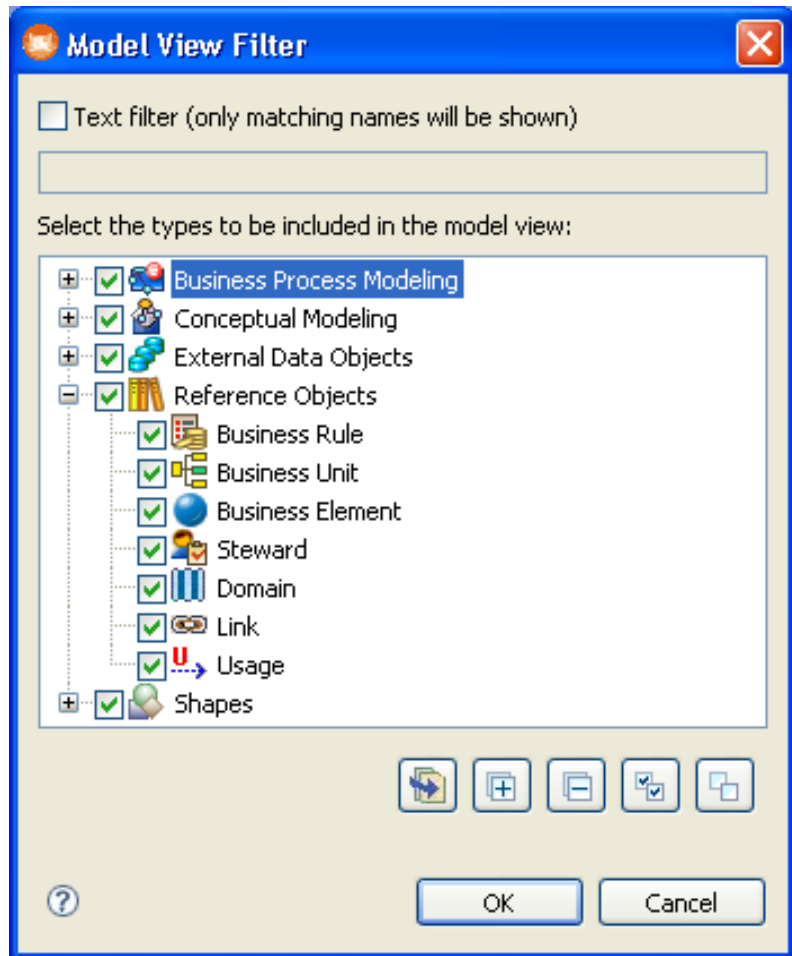 Model View Filter
Text filter (only matching names will be shown)
Select the types to be included in the model view:
Business Process Modeling
Conceptual Modeling
External Data Objects
Reference Objects
Business Rule
Business Unit
Business Element
Steward
Domain
Link
U Usage
Shapes
? OK Cancel